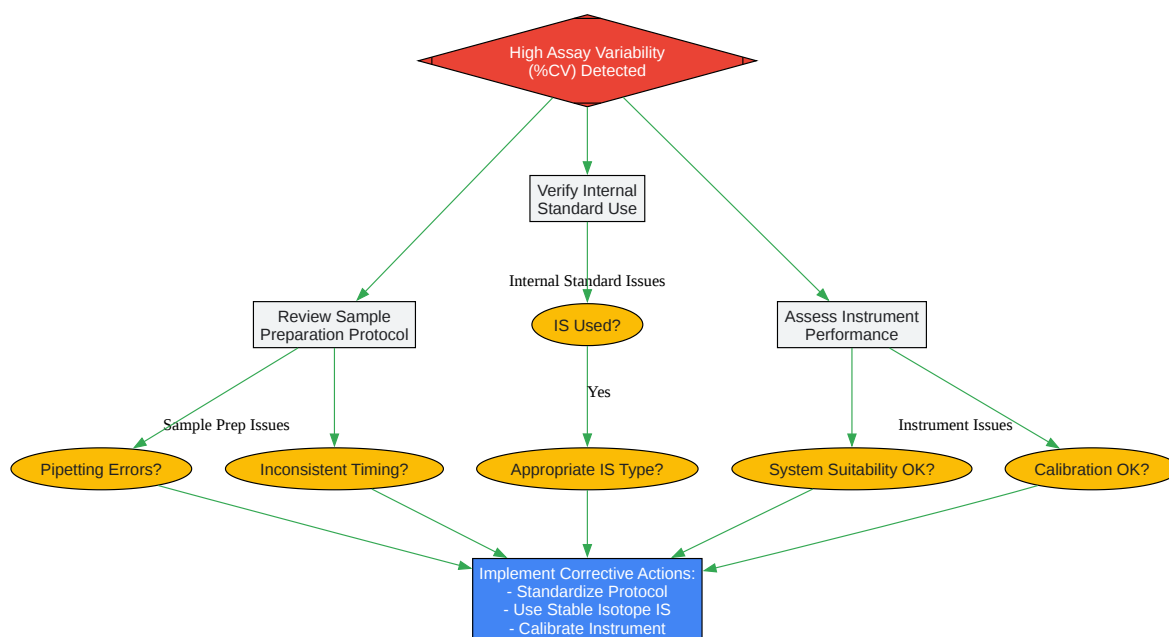 High Assay Variability
(%CV) Detected
Verify Internal
Standard Use
Internal Standard Issues
Review Sample
Preparation Protocol
IS Used?
Assess Instrument
Performance
Yes
Sample Prep Issues
Instrument Issues
Pipetting Errors?
Inconsistent Timing?
Appropriate IS Type?
System Suitability OK?
Calibration OK?
Implement Corrective Actions:
- Standardize Protocol
- Use Stable Isotope IS
- Calibrate Instrument